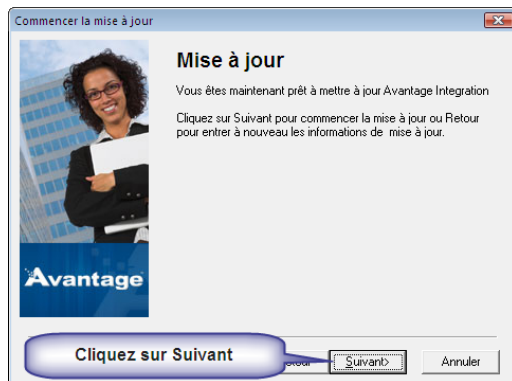 Commencer la mise à jour
Mise à jour
Vous êtes maintenant prêt à mettre à jour Avantage Integration
Cliquez sur Suivant pour commencer la mise à jour ou Retour
pour entrer à nouveau les informations de mise à jour.
Avantage
Cliquez sur Suivant
Suivant>
Annuler